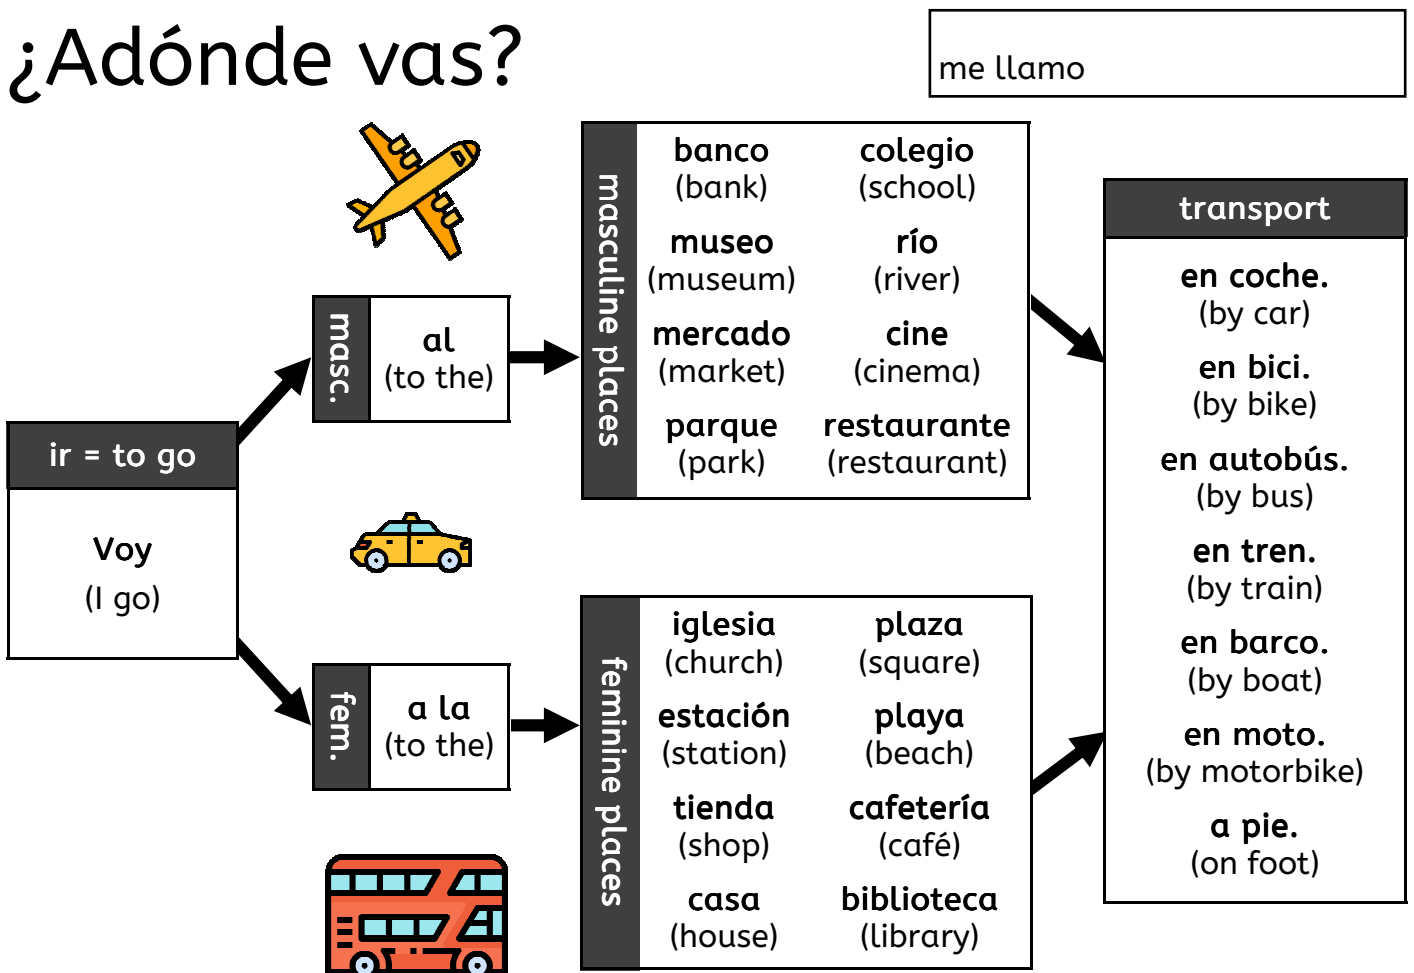 ¿Adónde vas?
me llamo
ir = to go
Voy
(I go)
masc.
al
(to the)
fem.
a la
(to the)
masculine places
banco
(bank)
colegio
(school)
museo
(museum)
río
(river)
mercado
(market)
cine
(cinema)
parque
(park)
restaurante
(restaurant)
feminine places
iglesia
(church)
plaza
(square)
estación
(station)
playa
(beach)
tienda
(shop)
cafetería
(café)
casa
(house)
biblioteca
(library)
transport
en coche.
(by car)
en bici.
(by bike)
en autobús.
(by bus)
en tren.
(by train)
en barco.
(by boat)
en moto.
(by motorbike)
a pie.
(on foot)